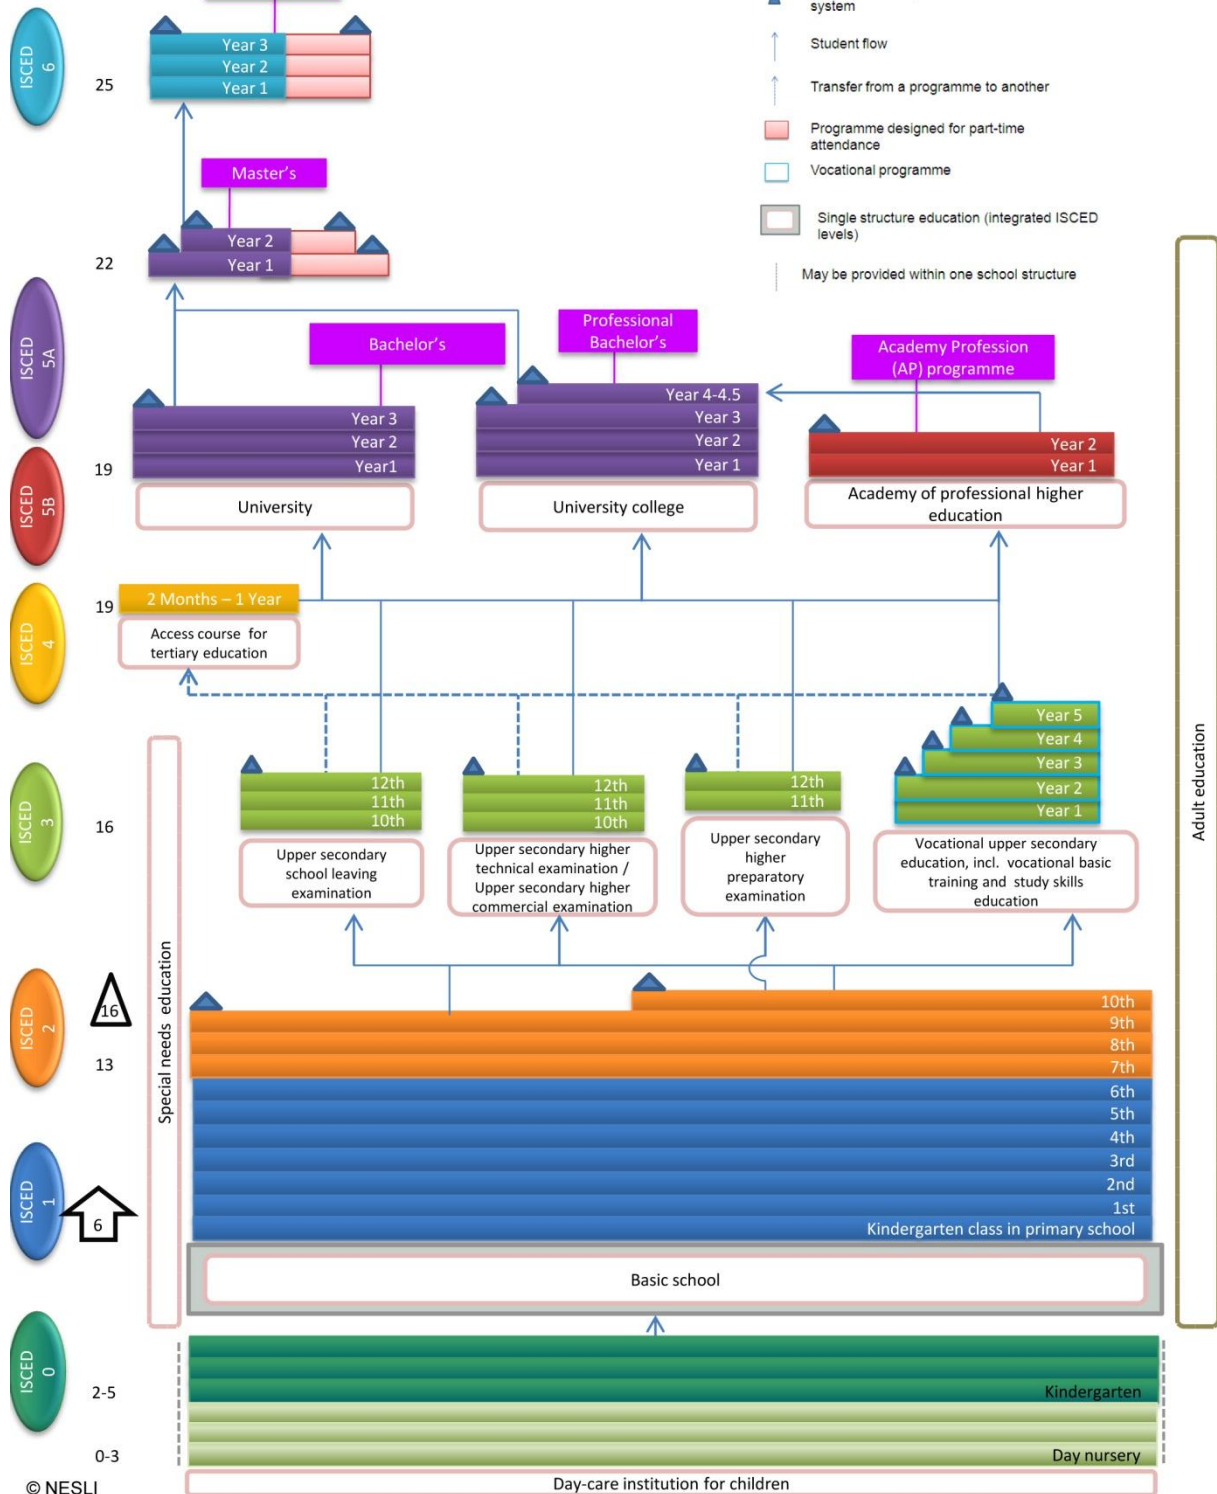 system
ISCED
6
Year 3
Year 2
Year 1
25
Student flow
Transfer from a programme to another
Programme designed for part-time
attendance
Vocational programme
Single structure education (integrated ISCED
levels)
May be provided within one school structure
Master's
Year 2
Year 1
22
ISCED
5A
Bachelor's
Professional
Bachelor's
Academy Profession
(AP) programme
Year 3
Year 2
Year1
Year 4-4.5
Year 3
Year 2
Year 1
Year 2
Year 1
19
ISCED
5B
University
University college
Academy of professional higher
education
ISCED
4
19
2 Months – 1 Year
Access course for
tertiary education
ISCED
3
16
12th
11th
10th
12th
11th
10th
12th
11th
Year 5
Year 4
Year 3
Year 2
Year 1
Upper secondary
school leaving
examination
Upper secondary higher
technical examination /
Upper secondary higher
commercial examination
Upper secondary
higher
preparatory
examination
Vocational upper secondary
education, incl. vocational basic
training and study skills
education
Special needs education
Adult education
ISCED
2
16
13
10th
9th
8th
7th
6th
5th
4th
3rd
2nd
1st
Kindergarten class in primary school
ISCED
1
6
Basic school
ISCED
0
2-5
Kindergarten
0-3
Day nursery
Day-care institution for children
© NESLI